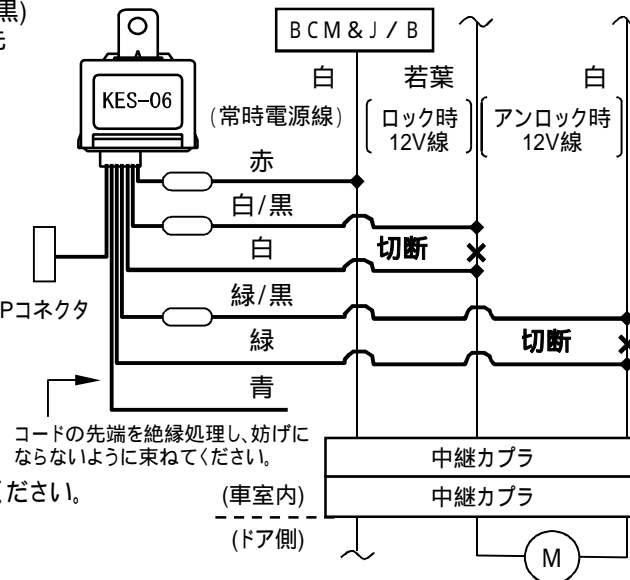 黒)
BCM&J/B
白 若葉 白
KES-06
(常時電源線)
ロック時
12V線
アンロック時
12V線
赤
白/黒
白
切断
Pコネクタ
緑/黒
緑
切断
青
コードの先端を絶縁処理し、妨げに
ならないように束ねてください。
ください。
中継カプラ
(車室内)
中継カプラ
(ドア側)
M